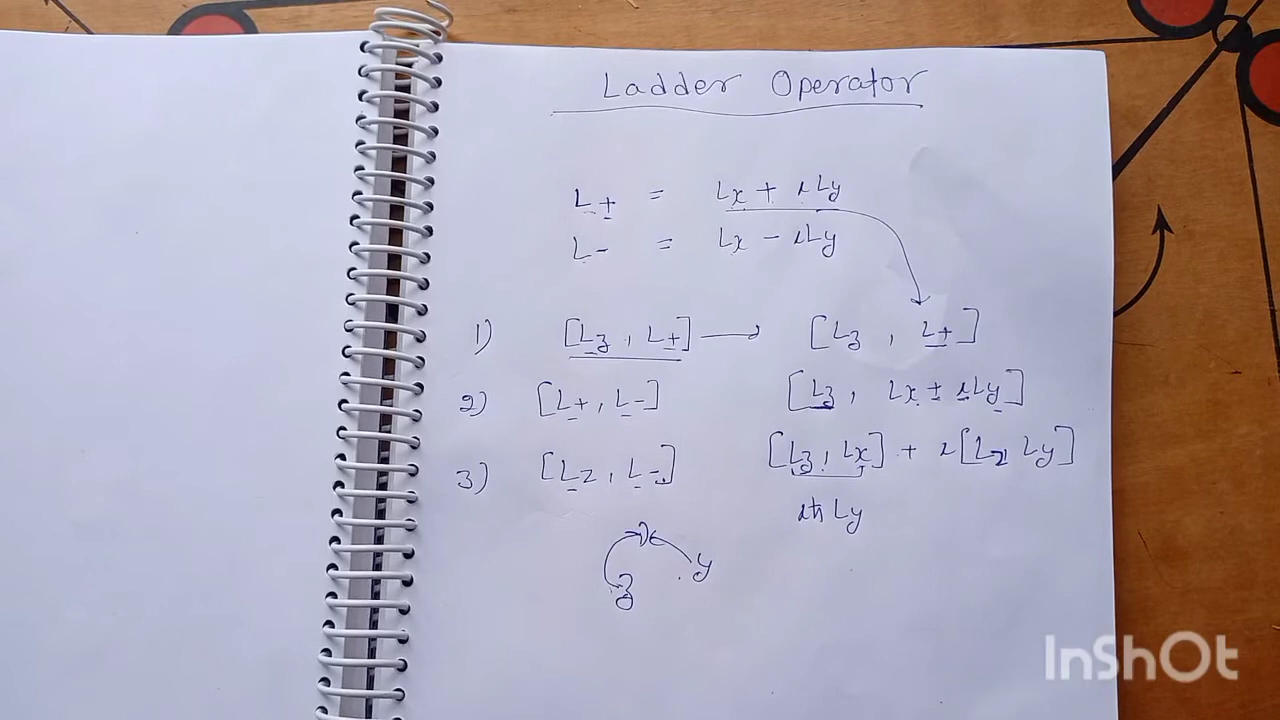 Ladder Operator
L+ = Lx + iLy
L- = Lx - iLy
1) [Lz, L+] → [Lz, L+]
2) [L+, L-] [Lz, Lx ± iLy]
3) [Lz, L-] [Lz, Lx] + i[Lz Ly]
iħ Ly
x
y
z
InShOt